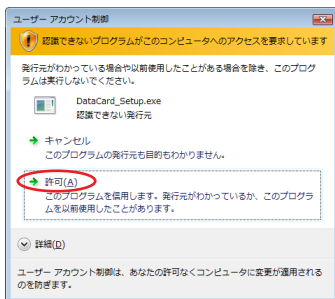 ユーザー アカウント制御
認識できないプログラムがこのコンピュータへのアクセスを要求しています
発行元がわかっている場合や以前使用したことがある場合を除き、このプログ
ラムは実行しないでください。
DataCard_Setup.exe
認識できない発行元
キャンセル
このプログラムの発行元も目的もわかりません。
許可(A)
このプログラムを信用します。発行元がわかっているか、このプログラ
ムを以前使用したことがあります。
詳細(D)
ユーザー アカウント制御は、あなたの許可なくコンピュータに変更が適用される
のを防ぎます。